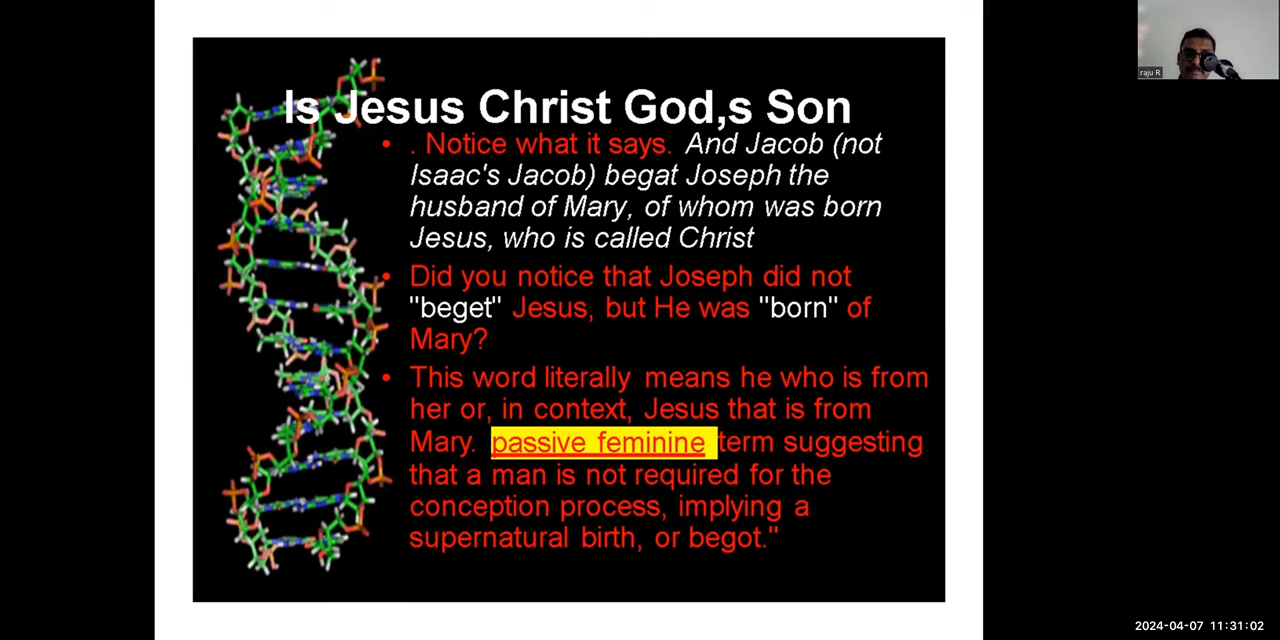 Is Jesus Christ God,s Son
• . Notice what it says. And Jacob (not
Isaac's Jacob) begat Joseph the
husband of Mary, of whom was born
Jesus, who is called Christ
• Did you notice that Joseph did not
"beget" Jesus, but He was "born" of
Mary?
• This word literally means he who is from
her or, in context, Jesus that is from
Mary. passive feminine term suggesting
that a man is not required for the
conception process, implying a
supernatural birth, or begot."
raju R
2024-04-07 11:31:02